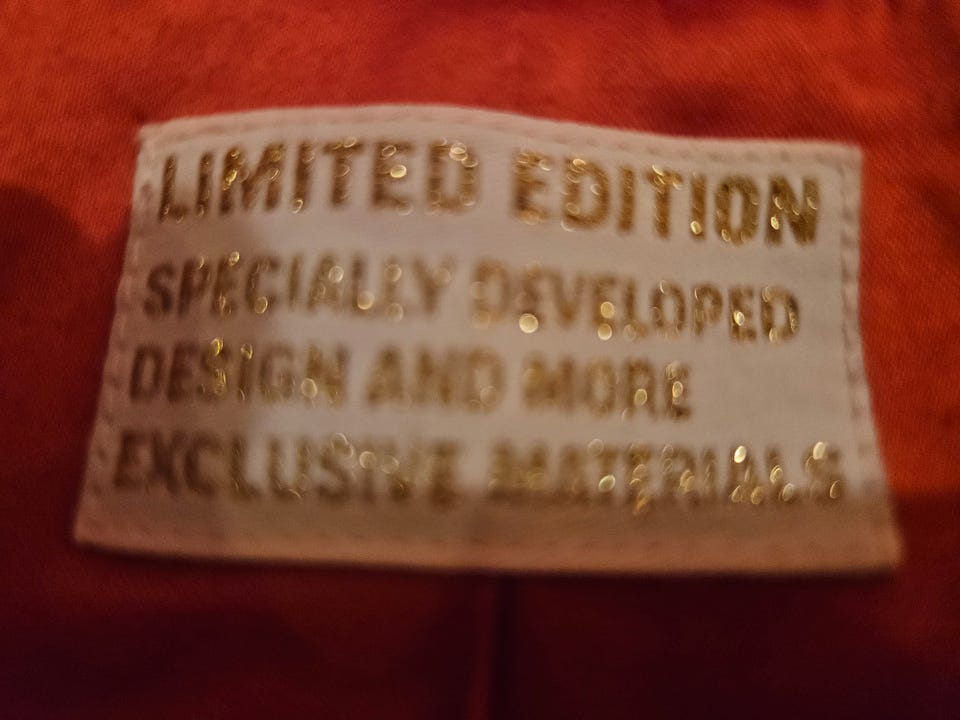 LIMITED EDITION
SPECIALLY DEVELOPED
DESIGN AND MORE
EXCLUSIVE MATERIALS